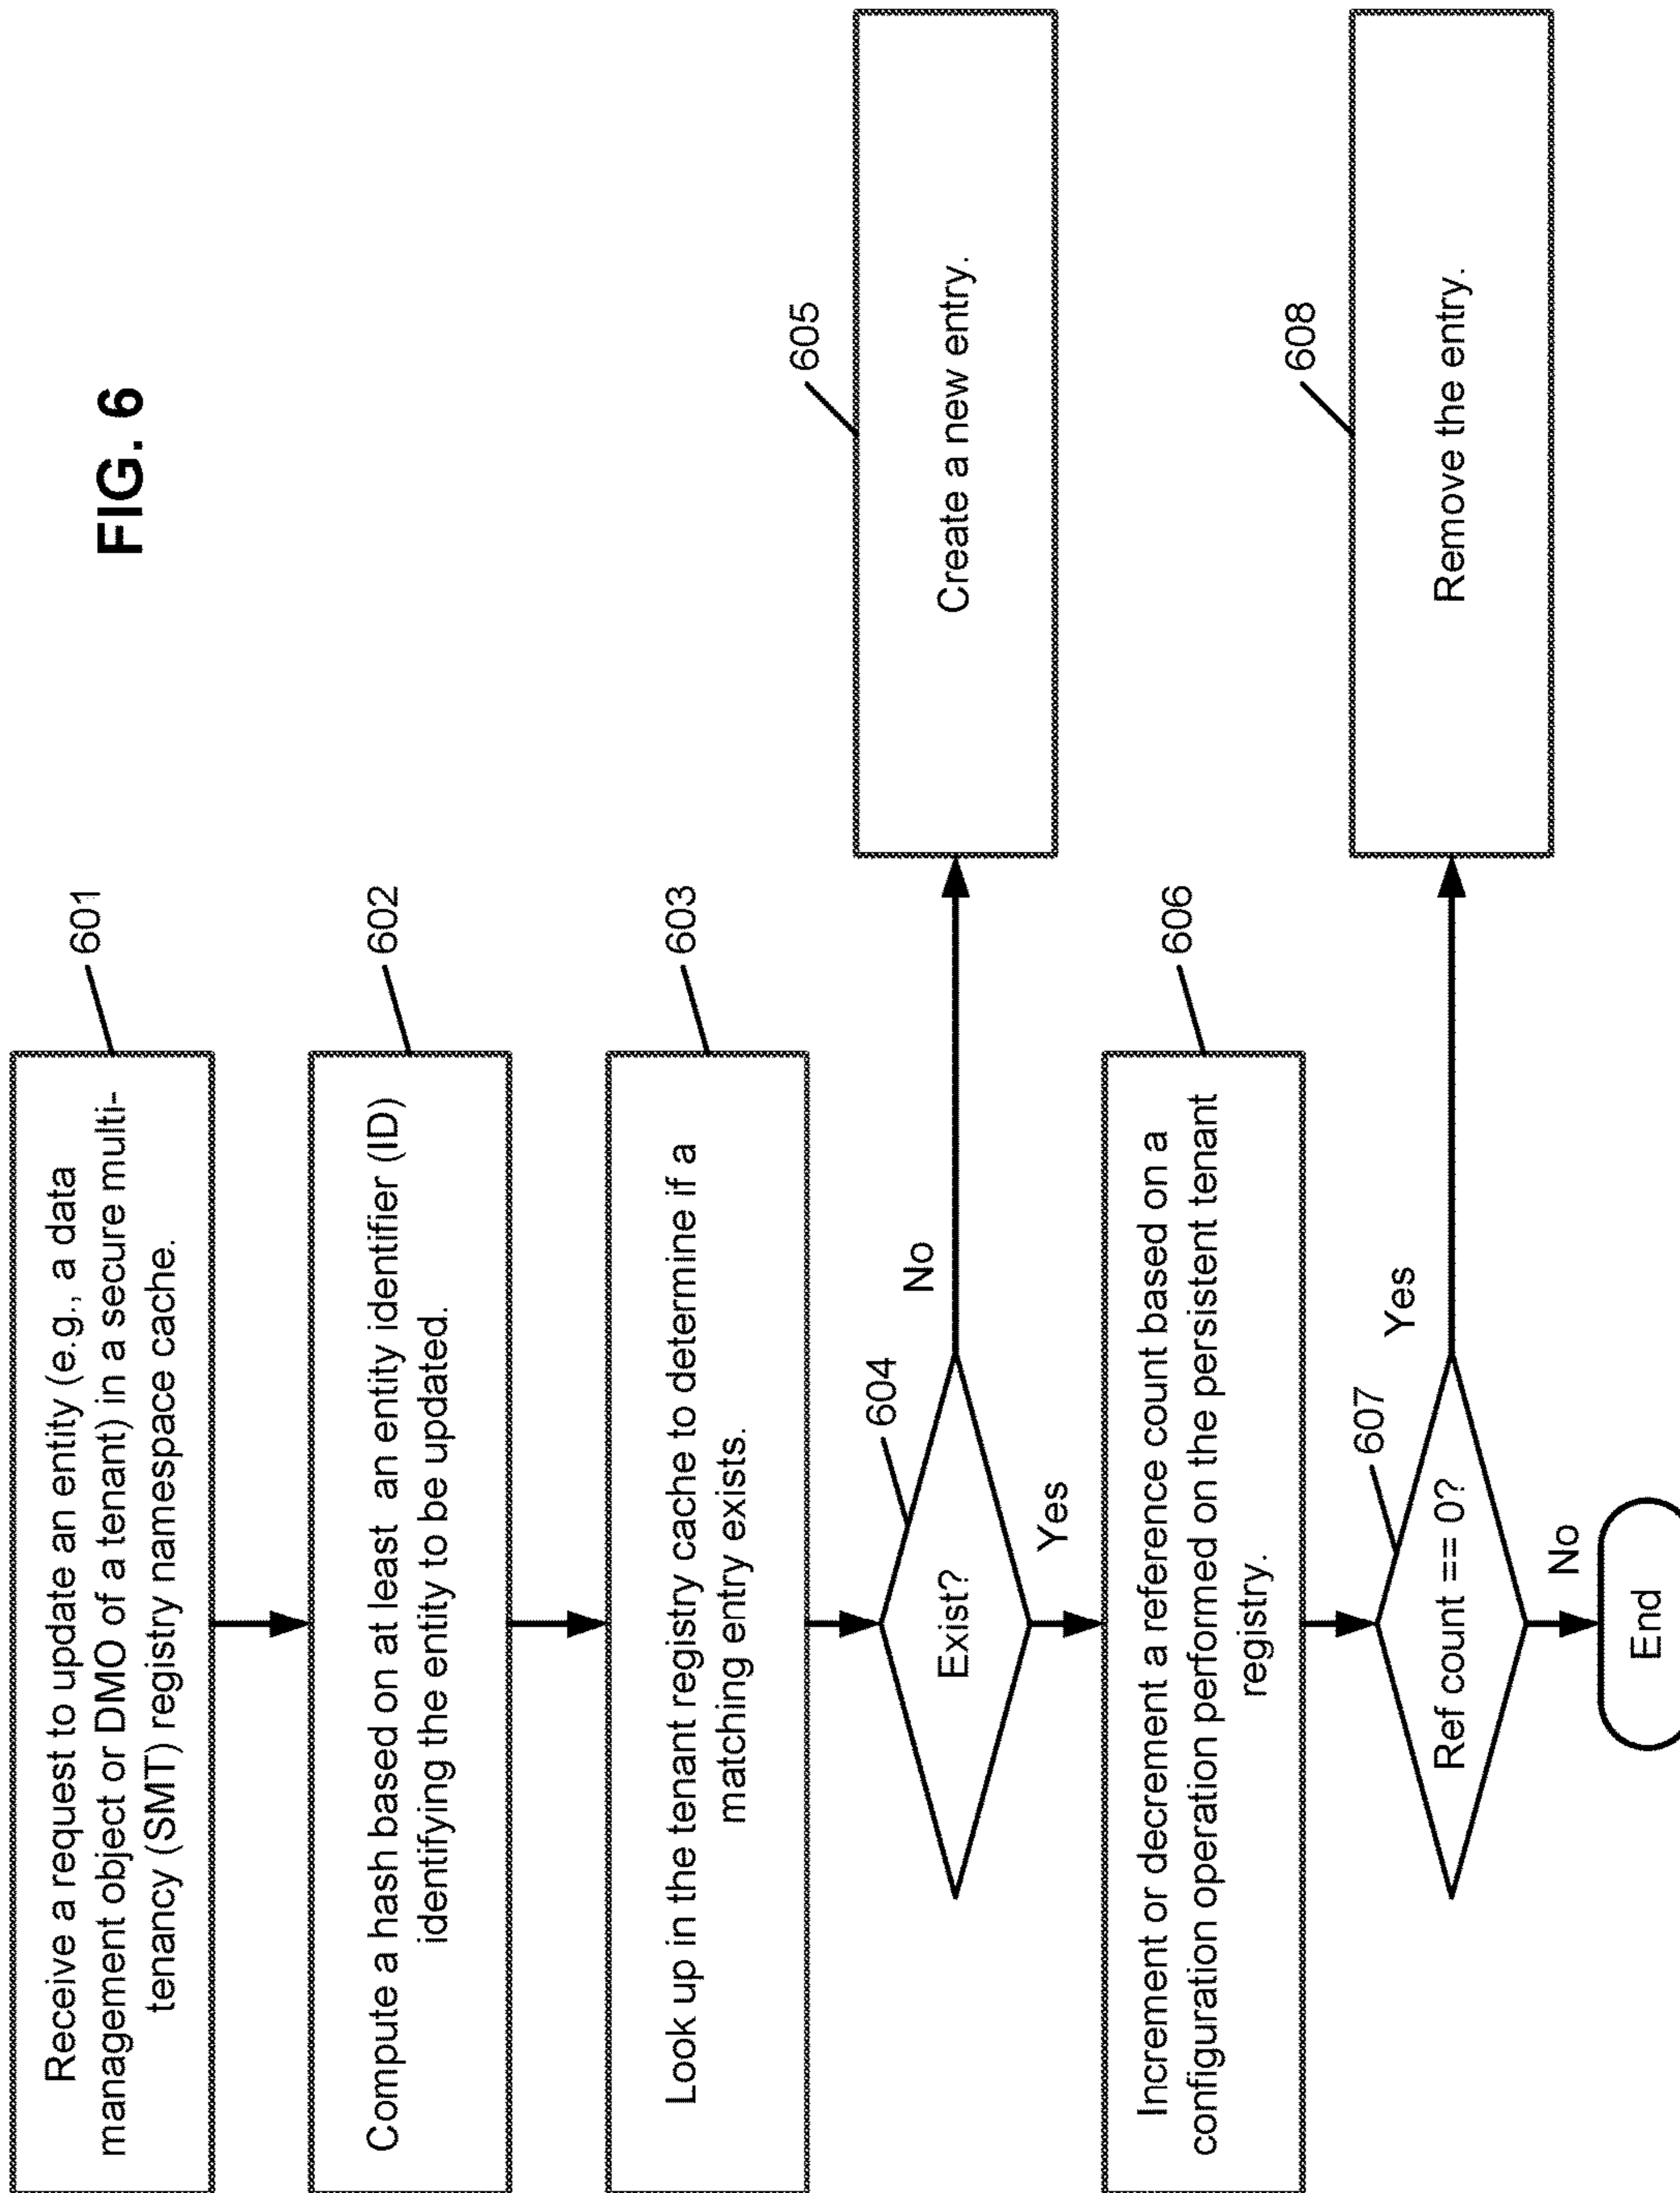 FIG. 6
601
Receive a request to update an entity (e.g., a data
management object or DMO of a tenant) in a secure multi-
tenancy (SMT) registry namespace cache.
602
Compute a hash based on at least an entity identifier (ID)
identifying the entity to be updated.
603
Look up in the tenant registry cache to determine if a
matching entry exists.
604
Exist?
No
605
Create a new entry.
Yes
606
Increment or decrement a reference count based on a
configuration operation performed on the persistent tenant
registry.
607
Ref count == 0?
Yes
608
Remove the entry.
No
End